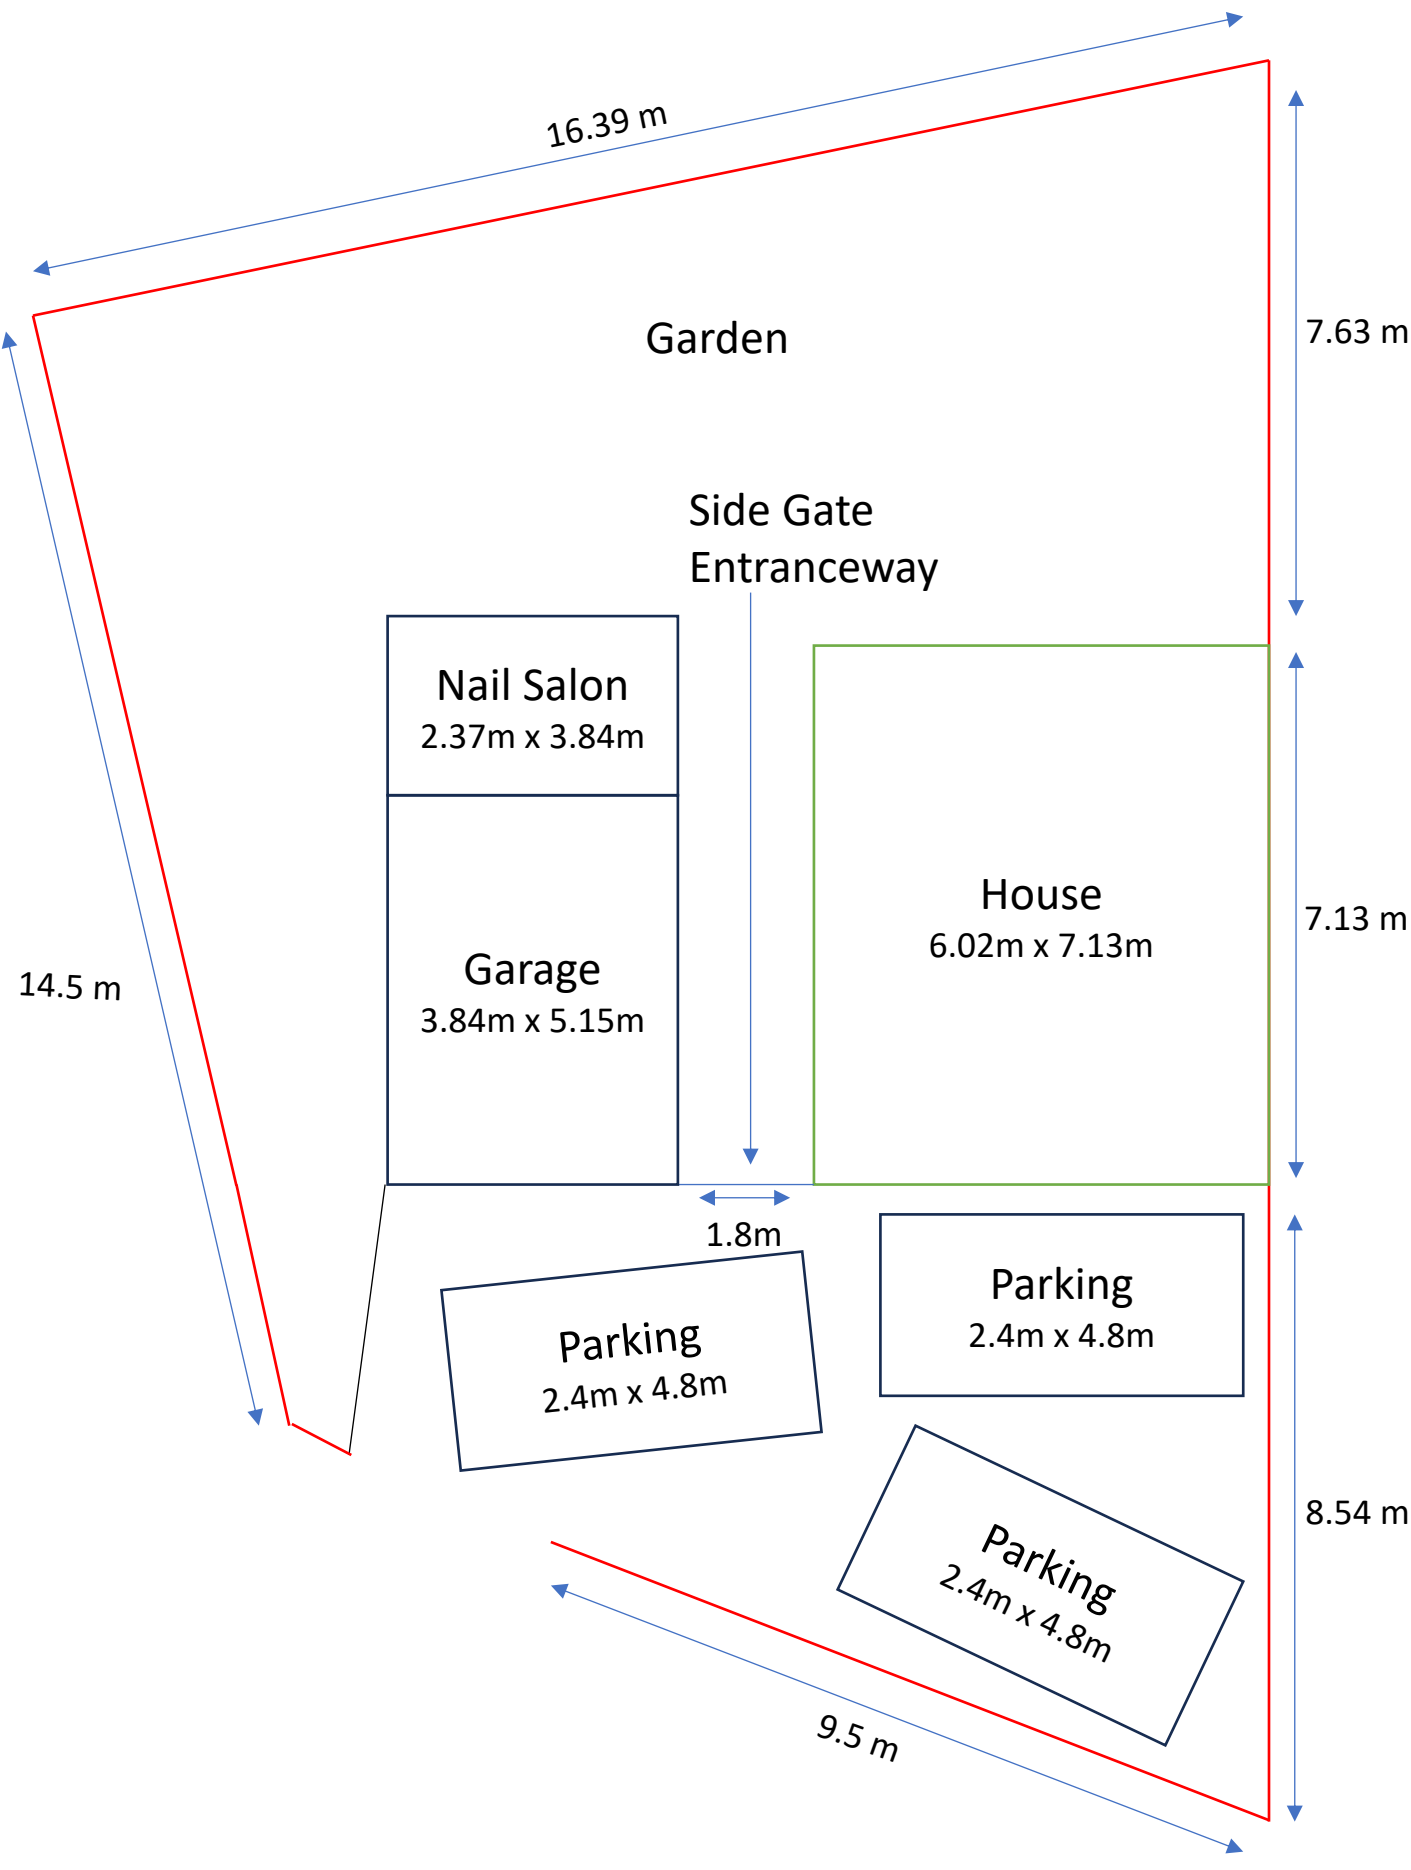 16.39 m
Garden
7.63 m
Side Gate
Entranceway
Nail Salon
2.37m x 3.84m
House
6.02m x 7.13m
7.13 m
Garage
3.84m x 5.15m
14.5 m
1.8m
Parking
2.4m x 4.8m
Parking
2.4m x 4.8m
8.54 m
Parking
2.4m x 4.8m
9.5 m